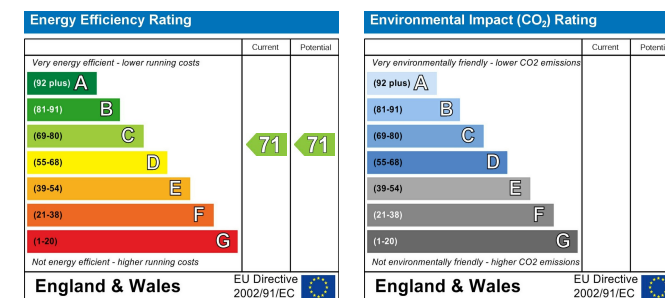 Energy Efficiency Rating
Current Potential
Very energy efficient - lower running costs
(92 plus) A
(81-91) B
(69-80) C
(55-68) D
(39-54) E
(21-38) F
(1-20) G
71 71
Not energy efficient - higher running costs
England & Wales
EU Directive
2002/91/EC
Environmental Impact (CO₂) Rating
Current Potenti
Very environmentally friendly - lower CO2 emissions
(92 plus) A
(81-91) B
(69-80) C
(55-68) D
(39-54) E
(21-38) F
(1-20) G
Not environmentally friendly - higher CO2 emissions
England & Wales
EU Directive
2002/91/EC